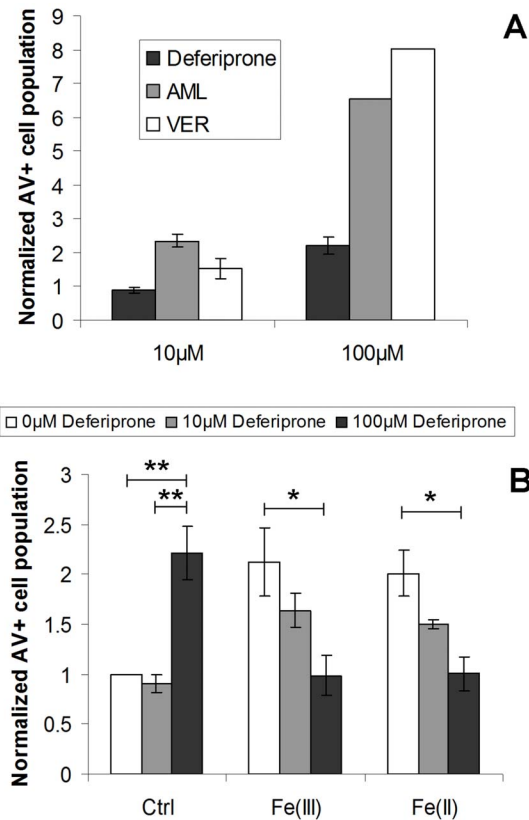 A
Normalized AV+ cell population
9
8
7
6
5
4
3
2
1
0
Deferiprone
AML
VER
10µM 100µM
0µM Deferiprone 10µM Deferiprone 100µM Deferiprone
B
Normalized AV+ cell population
3
2.5
2
1.5
1
0.5
0
**
**
*
*
Ctrl Fe(III) Fe(II)